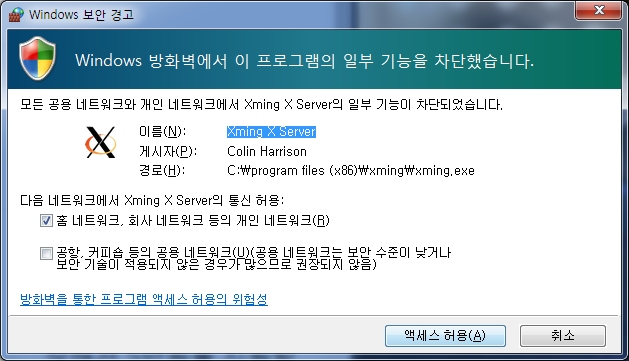 Windows 보안 경고
Windows 방화벽에서 이 프로그램의 일부 기능을 차단했습니다.
모든 공용 네트워크와 개인 네트워크에서 Xming X Server의 일부 기능이 차단되었습니다.
이름(N): Xming X Server
게시자(P): Colin Harrison
경로(H): C:₩program files (x86)₩xming₩xming.exe
다음 네트워크에서 Xming X Server의 통신 허용:
홈 네트워크, 회사 네트워크 등의 개인 네트워크(R)
공항, 커피숍 등의 공용 네트워크(U)(공용 네트워크는 보안 수준이 낮거나
보안 기술이 적용되지 않은 경우가 많으므로 권장되지 않음)
방화벽을 통한 프로그램 액세스 허용의 위험성
액세스 허용(A) 취소